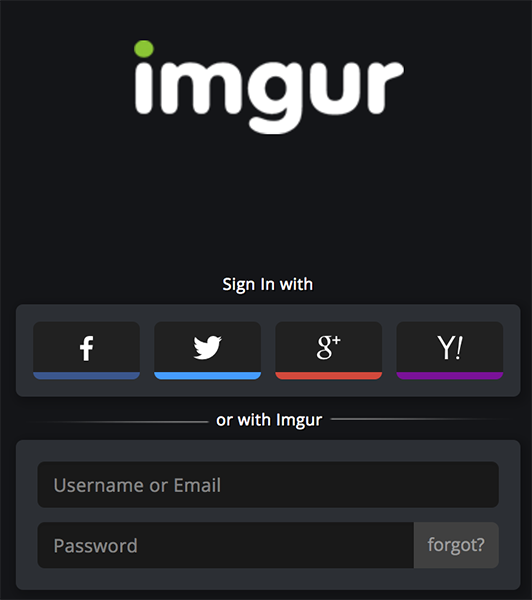 imgur
Sign In with
f g+ Y!
or with Imgur
Username or Email
Password forgot?